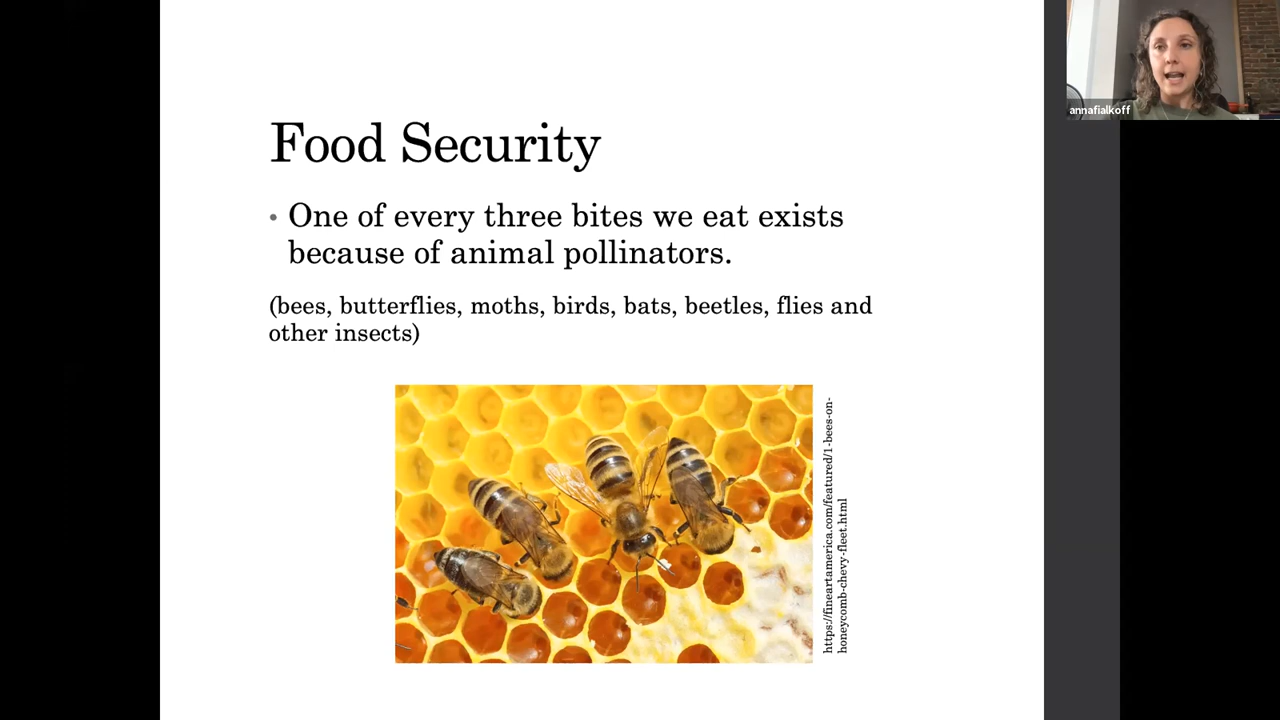 Food Security
• One of every three bites we eat exists
because of animal pollinators.
(bees, butterflies, moths, birds, bats, beetles, flies and
other insects)
https://fineartamerica.com/featured/1-bees-on-
honeycomb-chevy-fleet.html
annafialkoff